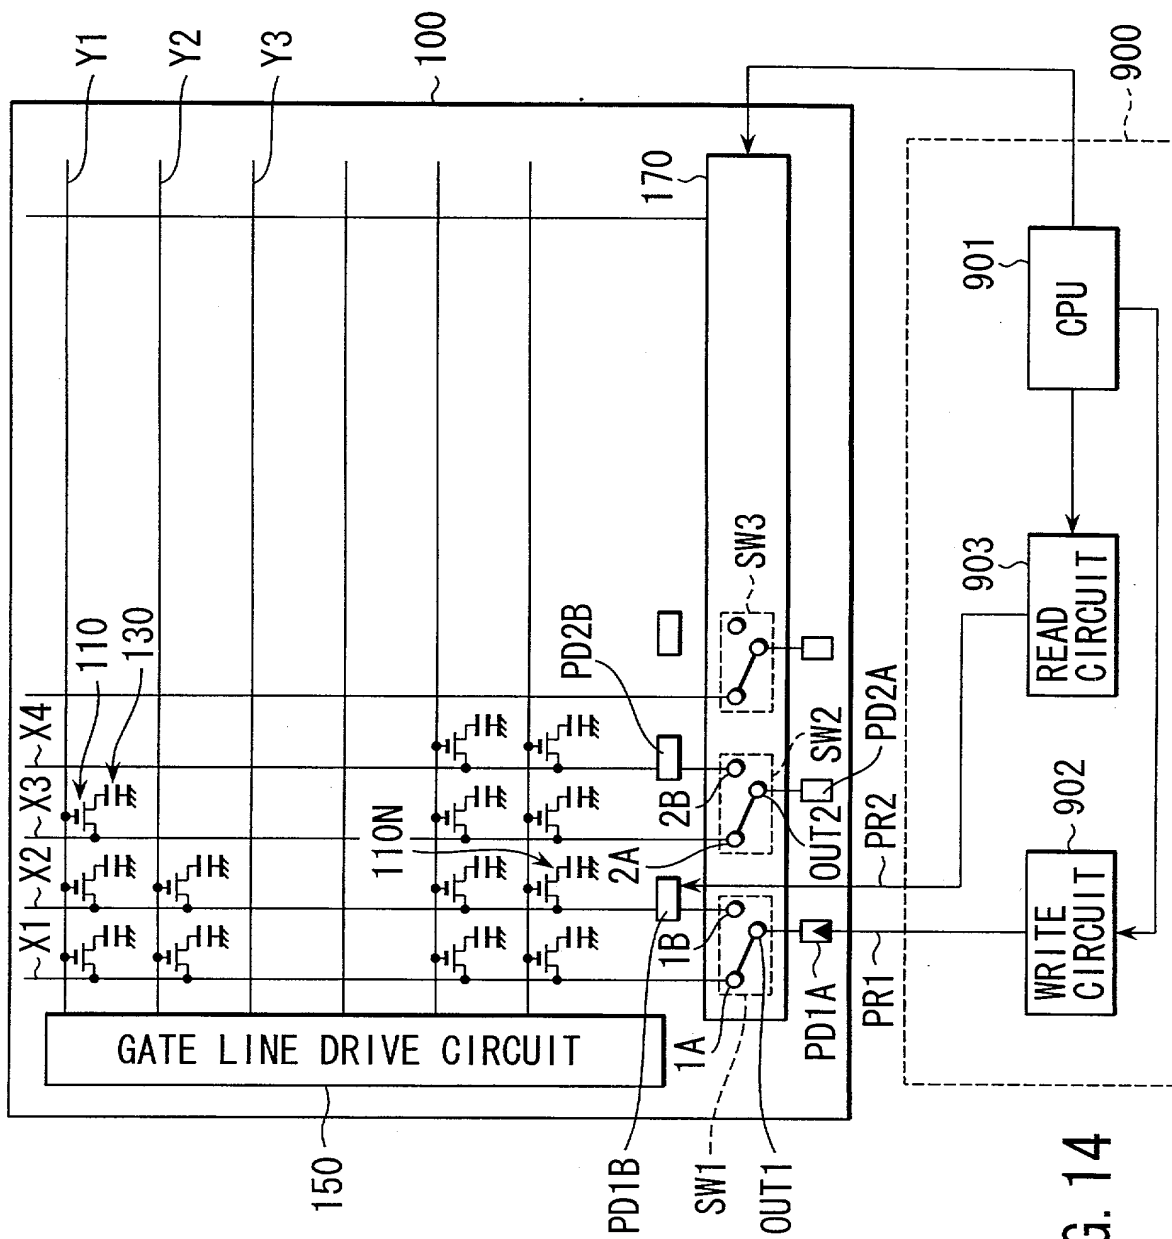 Y1
Y2
Y3
100
X1
X2
X3
X4
110
130
110N
GATE LINE DRIVE CIRCUIT
150
170
PD1B
PD2B
1A
1B
2A
2B
SW1
SW2
SW3
OUT1
OUT2
PD1A
PD2A
PR1
PR2
900
901
CPU
903
READ
CIRCUIT
902
WRITE
CIRCUIT
G. 14